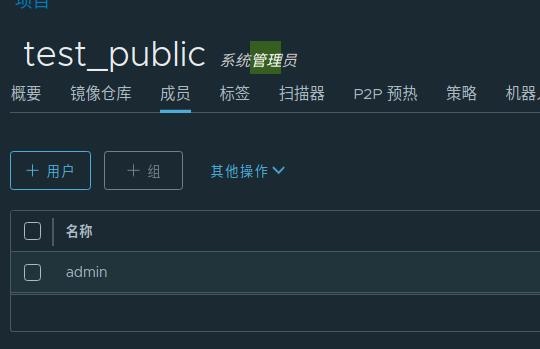 项目
test_public 系统管理员
概要 镜像仓库 成员 标签 扫描器 P2P 预热 策略 机器
+ 用户 + 组 其他操作
名称
admin